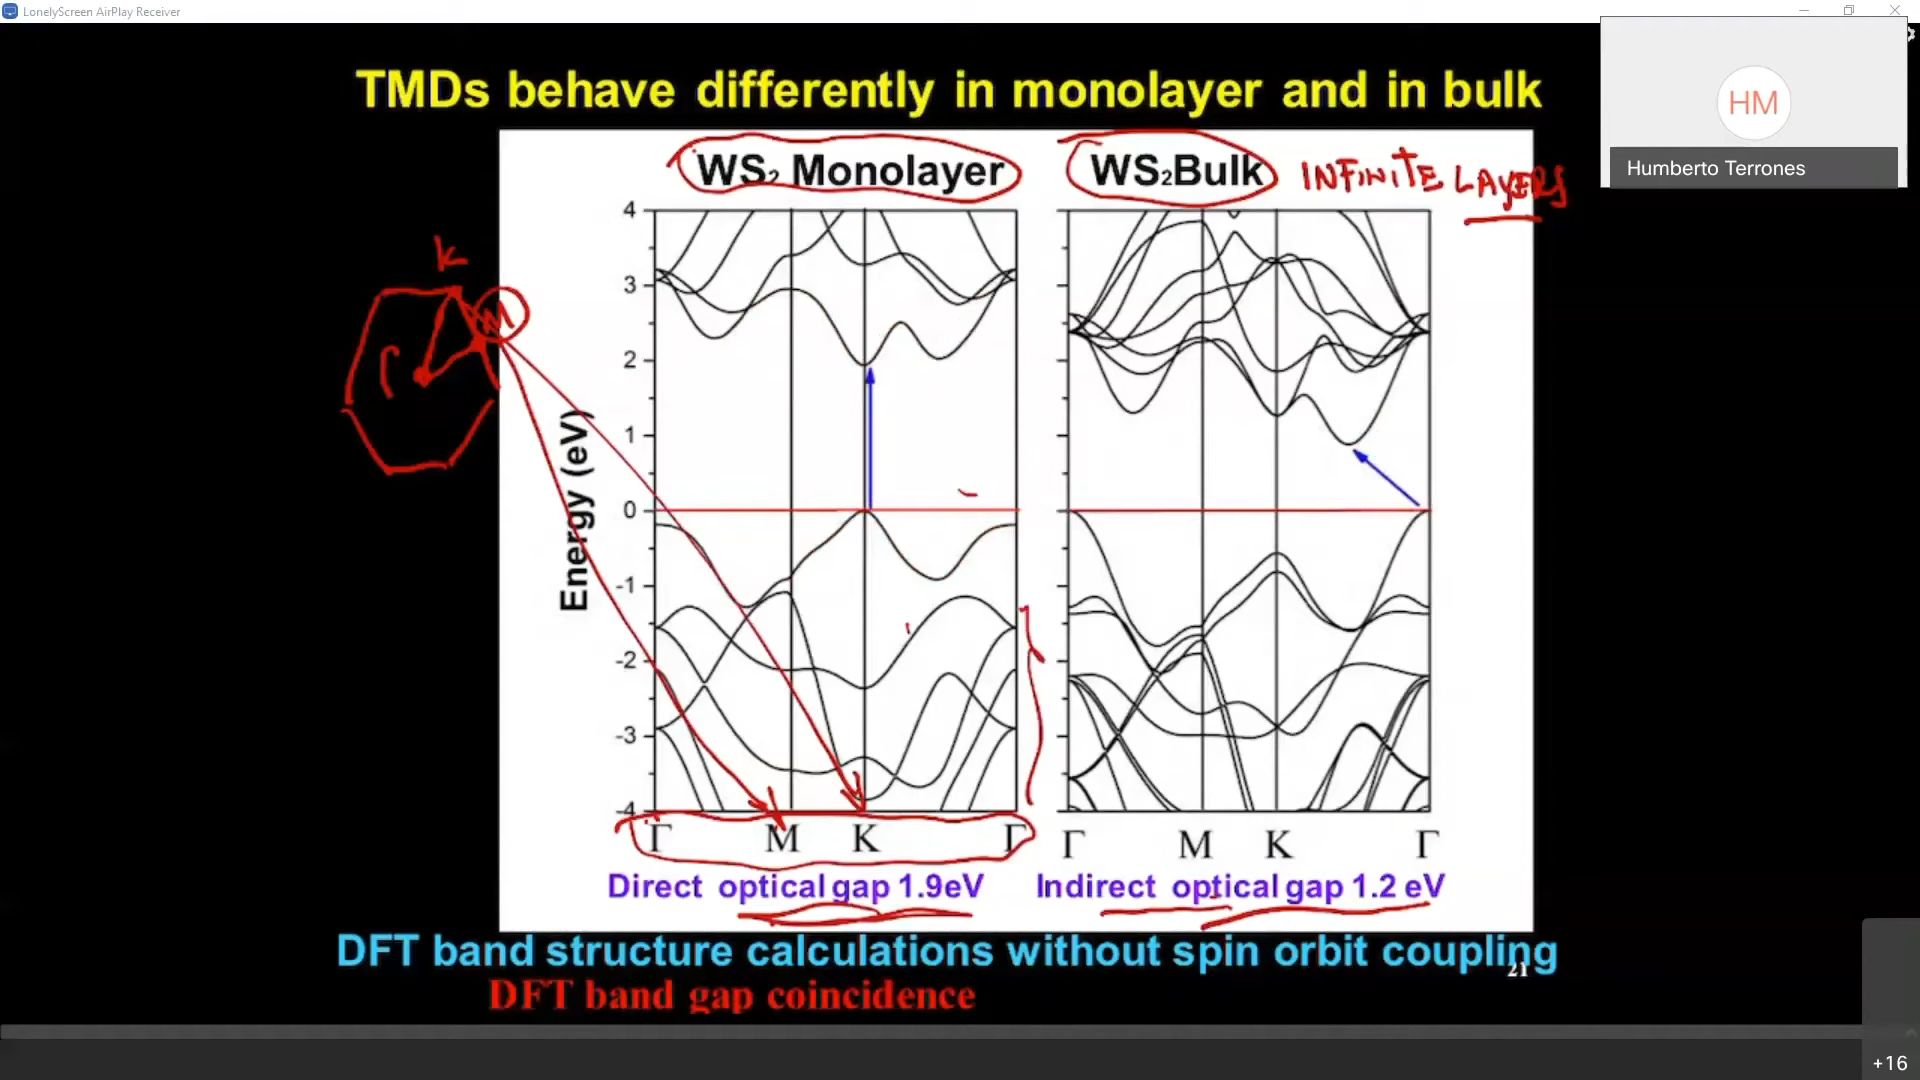 LonelyScreen AirPlay Receiver
TMDs behave differently in monolayer and in bulk
HM
Humberto Terrones
WS₂ Monolayer
WS₂Bulk
INFINITE LAYERS
K
M
Γ
Energy (eV)
4
3
2
1
0
-1
-2
-3
-4
Γ M K Γ
Γ M K Γ
Direct optical gap 1.9eV
Indirect optical gap 1.2 eV
DFT band structure calculations without spin orbit coupling
21
DFT band gap coincidence
+16